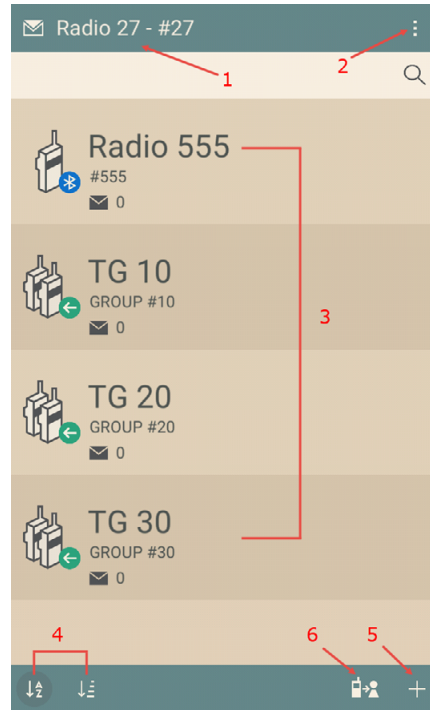 Radio 27 - #27
1
2
Radio 555
#555
0
TG 10
GROUP #10
0
3
TG 20
GROUP #20
0
TG 30
GROUP #30
0
4
6
5
A
Z